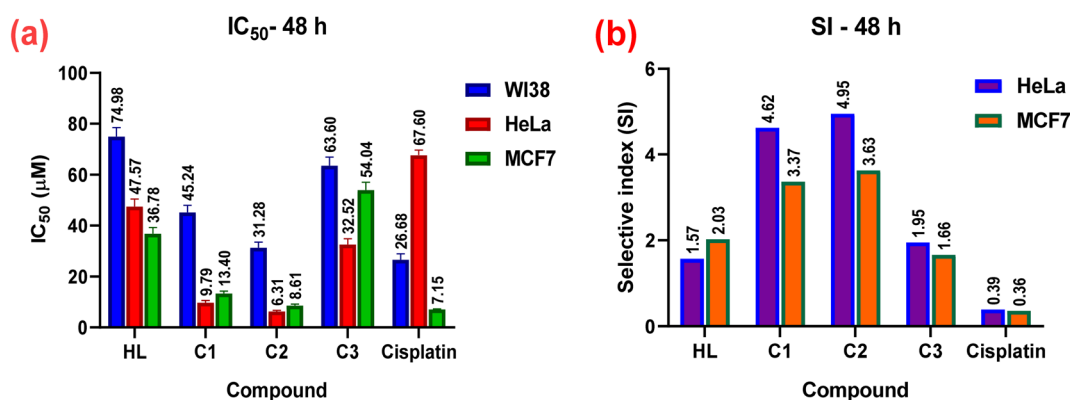 (a)
IC50- 48 h
IC50 (μM)
100
80
60
40
20
0
74.98
47.57
36.78
45.24
9.79
13.40
31.28
6.31
8.61
63.60
32.52
54.04
26.68
67.60
7.15
WI38
HeLa
MCF7
HL C1 C2 C3 Cisplatin
Compound
(b)
SI - 48 h
Selective index (SI)
6
4
2
0
1.57
2.03
4.62
3.37
4.95
3.63
1.95
1.66
0.39
0.36
HeLa
MCF7
HL C1 C2 C3 Cisplatin
Compound